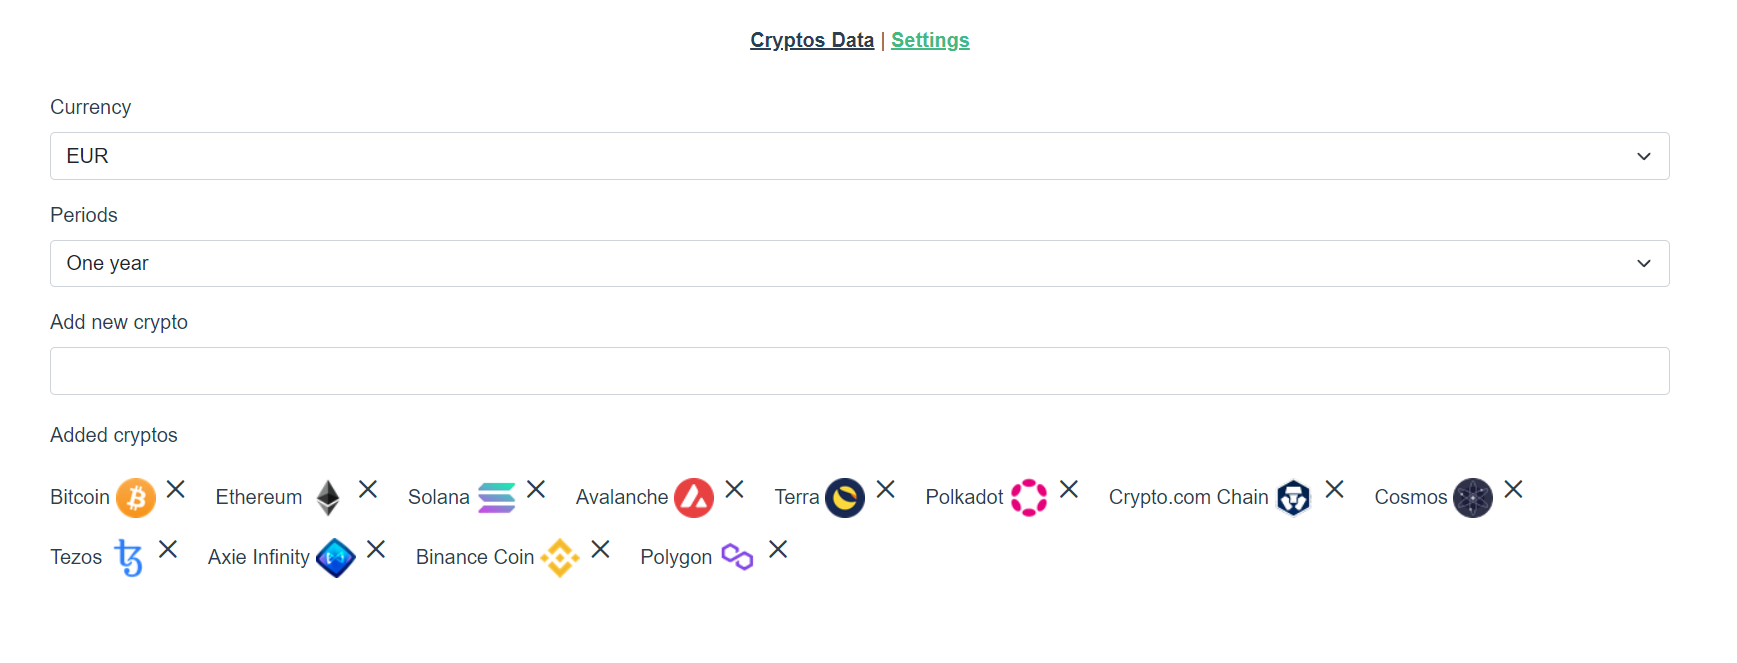 Cryptos Data | Settings
Currency
EUR
Periods
One year
Add new crypto
Added cryptos
Bitcoin Ethereum Solana Avalanche Terra Polkadot Crypto.com Chain Cosmos
Tezos Axie Infinity Binance Coin Polygon